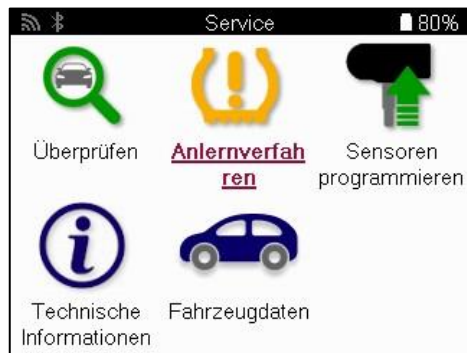 Service
80%
Überprüfen
Anlernverfah
ren
Sensoren
programmieren
Technische
Informationen
Fahrzeugdaten